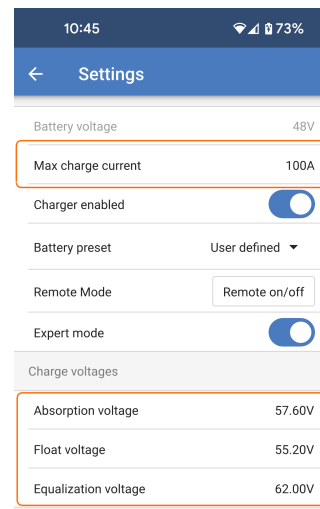 10:45 73%
Settings
Battery voltage 48V
Max charge current 100A
Charger enabled
Battery preset User defined
Remote Mode Remote on/off
Expert mode
Charge voltages
Absorption voltage 57.60V
Float voltage 55.20V
Equalization voltage 62.00V